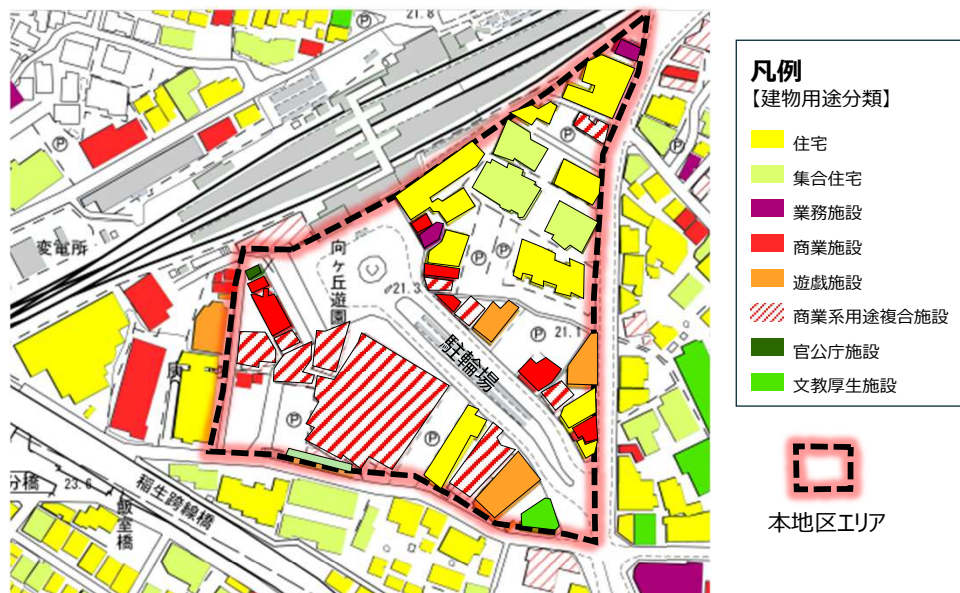 21.8
Ⓟ
Ⓟ
Ⓟ
変電所
向ヶ丘遊園
21.3
Ⓟ
Ⓟ
21.1
Ⓟ
駐輪場
Ⓟ
Ⓟ
分橋
23.6
稲生跨線橋
飯室橋
凡例
【建物用途分類】
住宅
集合住宅
業務施設
商業施設
遊戯施設
商業系用途複合施設
官公庁施設
文教厚生施設
本地区エリア